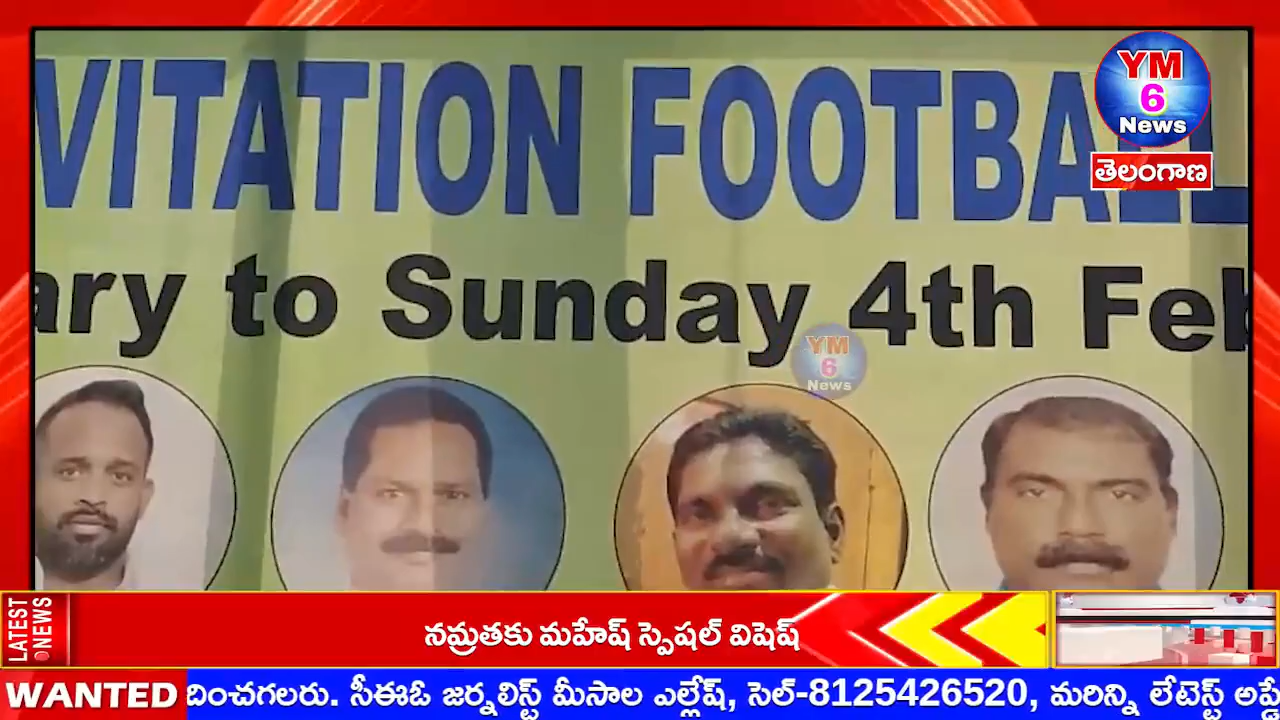 VITATION FOOTBALL
YM
6
News
తెలంగాణ
ary to Sunday 4th Feb
YM
6
News
LATEST
NEWS
నమ్రతకు మహేష్ స్పెషల్ విషెష్
WANTED దించగలరు. సీఈఓ జర్నలిస్ట్ మీసాల ఎల్లేష్, సెల్-8125426520, మరిన్ని లేటెస్ట్ అప్డే